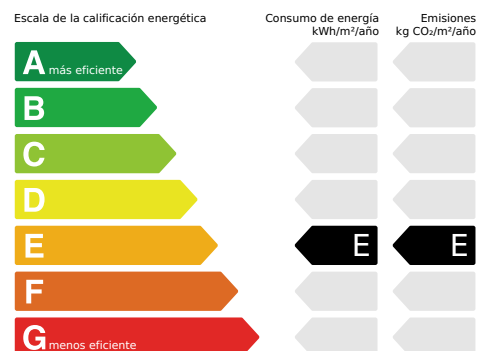 Escala de la calificación energética
Consumo de energía
kWh/m²/año
Emisiones
kg CO₂/m²/año
A más eficiente
B
C
D
E
E
E
F
G menos eficiente